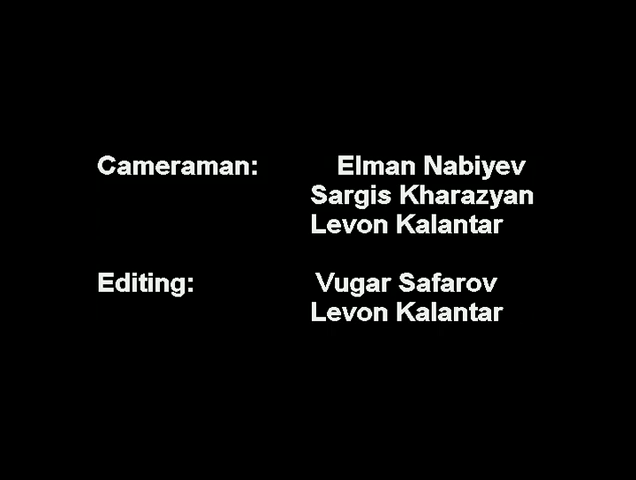 Cameraman: Elman Nabiyev
Sargis Kharazyan
Levon Kalantar
Editing: Vugar Safarov
Levon Kalantar